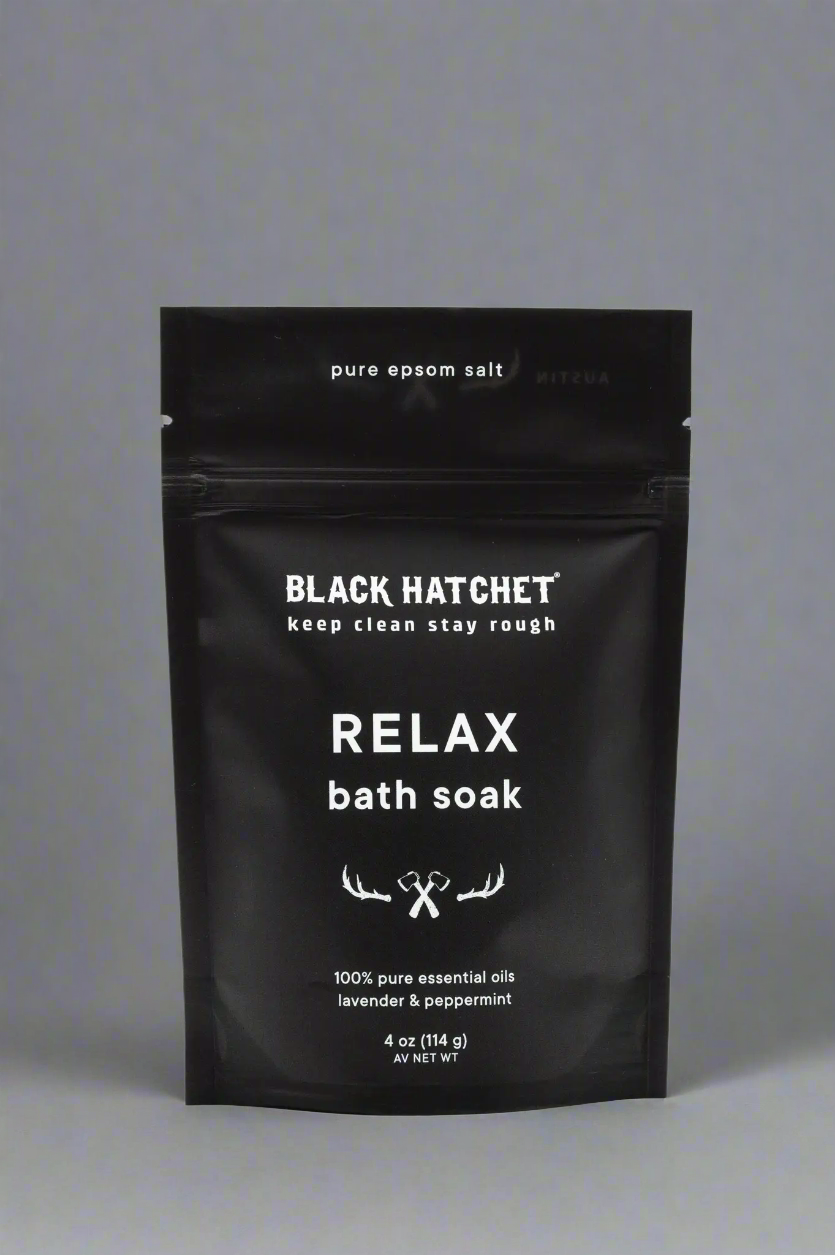 pure epsom salt
AUSTIN
BLACK HATCHET®
keep clean stay rough
RELAX
bath soak
100% pure essential oils
lavender & peppermint
4 oz (114 g)
AV NET WT